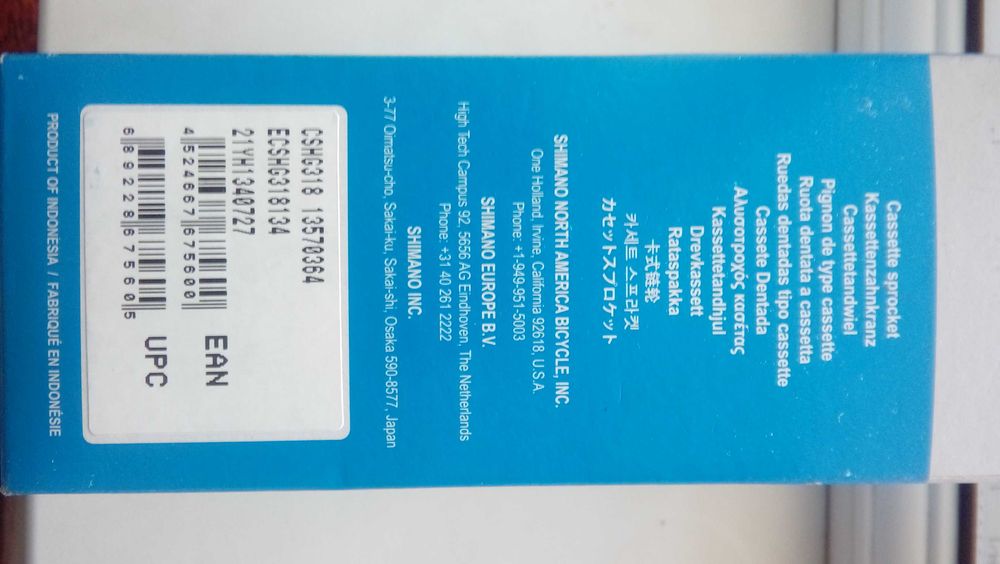 Cassette sprocket
Kassettenzahnkranz
Cassettetandwiel
Pignon de type cassette
Ruota dentata a cassetta
Ruedas dentadas tipo cassette
Cassete Dentada
Αλυσοτροχός κασέτας
Kassettetandhjul
Drevkassett
Rataspakka
卡式链轮
카세트 스프라켓
カセットスプロケット
SHIMANO NORTH AMERICA BICYCLE, INC.
One Holland, Irvine, California 92618, U.S.A.
Phone: +1-949-951-5003
SHIMANO EUROPE B.V.
High Tech Campus 92, 5656 AG Eindhoven, The Netherlands
Phone: +31 40 261 2222
SHIMANO INC.
3-77 Oimatsu-cho, Sakai-ku, Sakai-shi, Osaka 590-8577, Japan
CSHG318 13570364
ECSHG318134
21YH1340727
EAN
4 524667 675600
UPC
6 89228 67560 5
PRODUCT OF INDONESIA / FABRIQUÉ EN INDONÉSIE